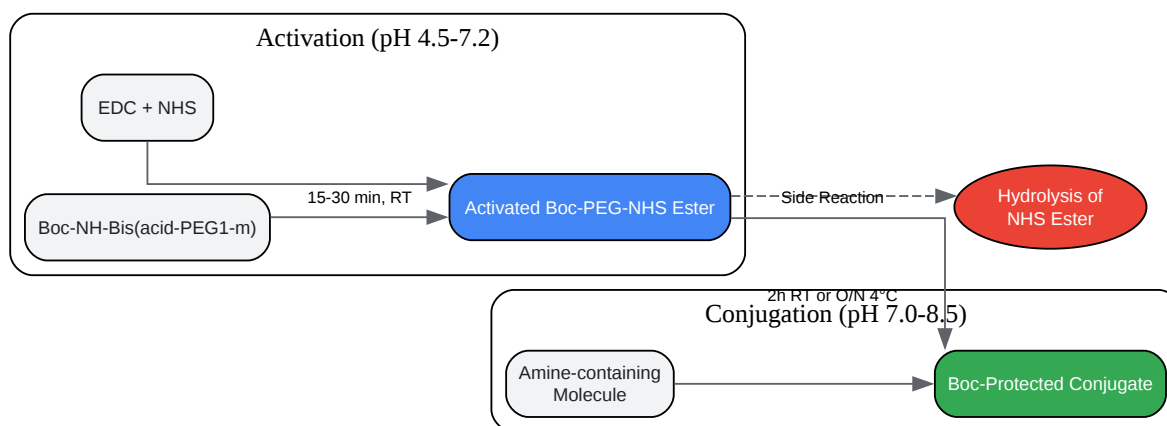 Activation (pH 4.5-7.2)
EDC + NHS
15-30 min, RT
Boc-NH-Bis(acid-PEG1-m)
Activated Boc-PEG-NHS Ester
Side Reaction
Hydrolysis of
NHS Ester
2h RT or O/N 4°C
Conjugation (pH 7.0-8.5)
Amine-containing
Molecule
Boc-Protected Conjugate